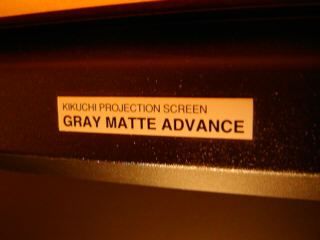 KIKUCHI PROJECTION SCREEN
GRAY MATTE ADVANCE